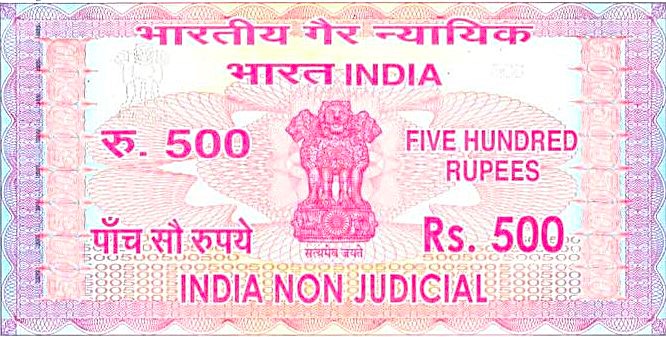 भारतीय गैर न्यायिक
भारत INDIA
रु. 500
FIVE HUNDRED
RUPEES
पाँच सौ रुपये
Rs. 500
सत्यमेव जयते
INDIA NON JUDICIAL